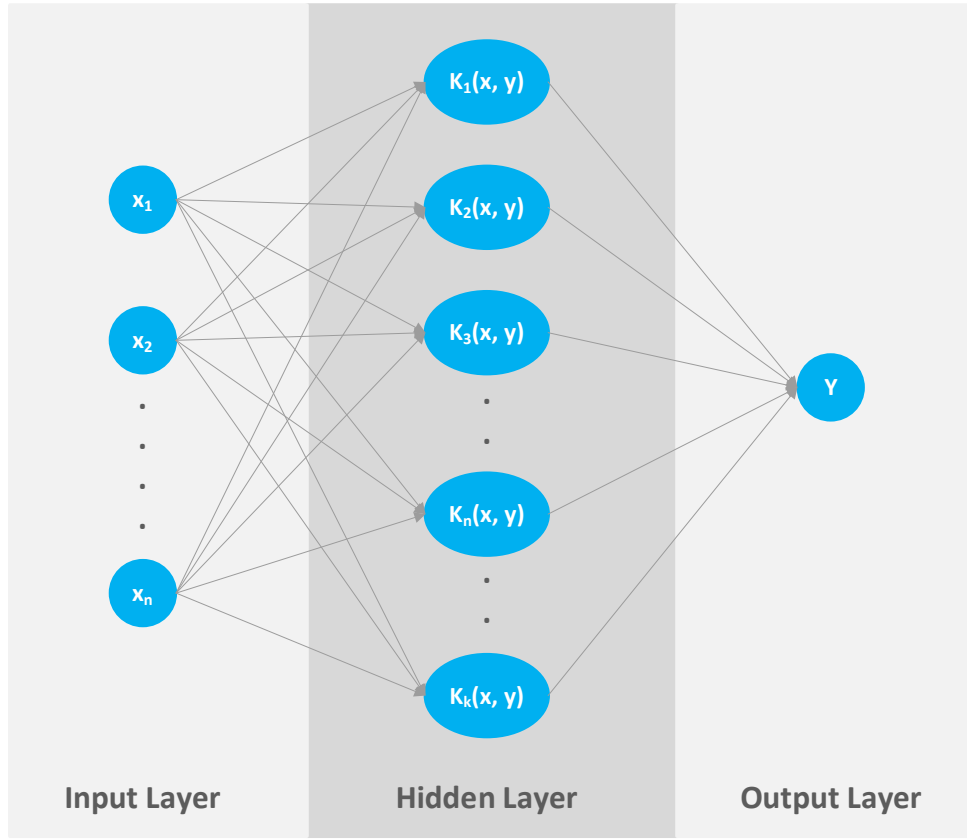 x₁
x₂
xₙ
K₁(x, y)
K₂(x, y)
K₃(x, y)
Kₙ(x, y)
Kₖ(x, y)
Y
Input Layer
Hidden Layer
Output Layer